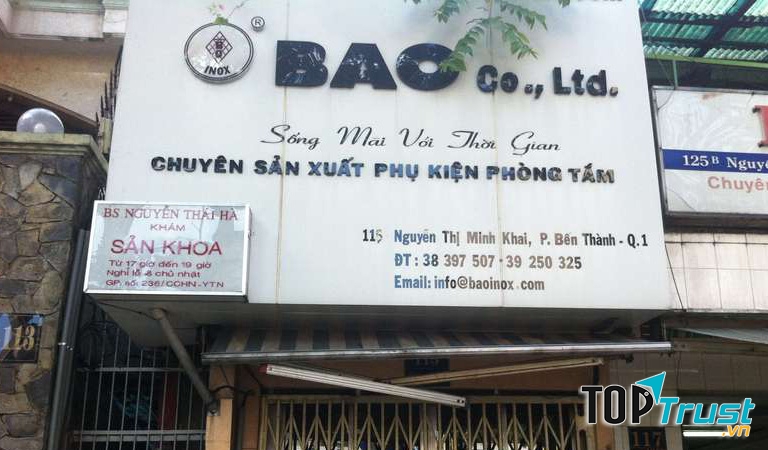 BAO Co., Ltd.
®
INOX
Sống Mãi Với Thời Gian
CHUYÊN SẢN XUẤT PHỤ KIỆN PHÒNG TẮM
115 Nguyễn Thị Minh Khai, P. Bến Thành - Q.1
ĐT : 38 397 507 - 39 250 325
Email: info@baoinox.com
BS NGUYỄN THÁI HÀ
KHÁM
SẢN KHOA
Từ 17 giờ đến 19 giờ
Nghỉ lễ & chủ nhật
GP. số: 236/CCHN-YTN
125B Nguyễ
Chuyê
113
117
TOPTrust.vn